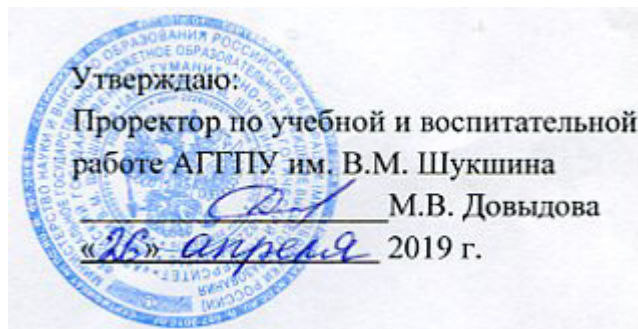 Утверждаю:
Проректор по учебной и воспитательной
работе АГГПУ им. В.М. Шукшина
М.В. Довыдова
«26» апреля 2019 г.